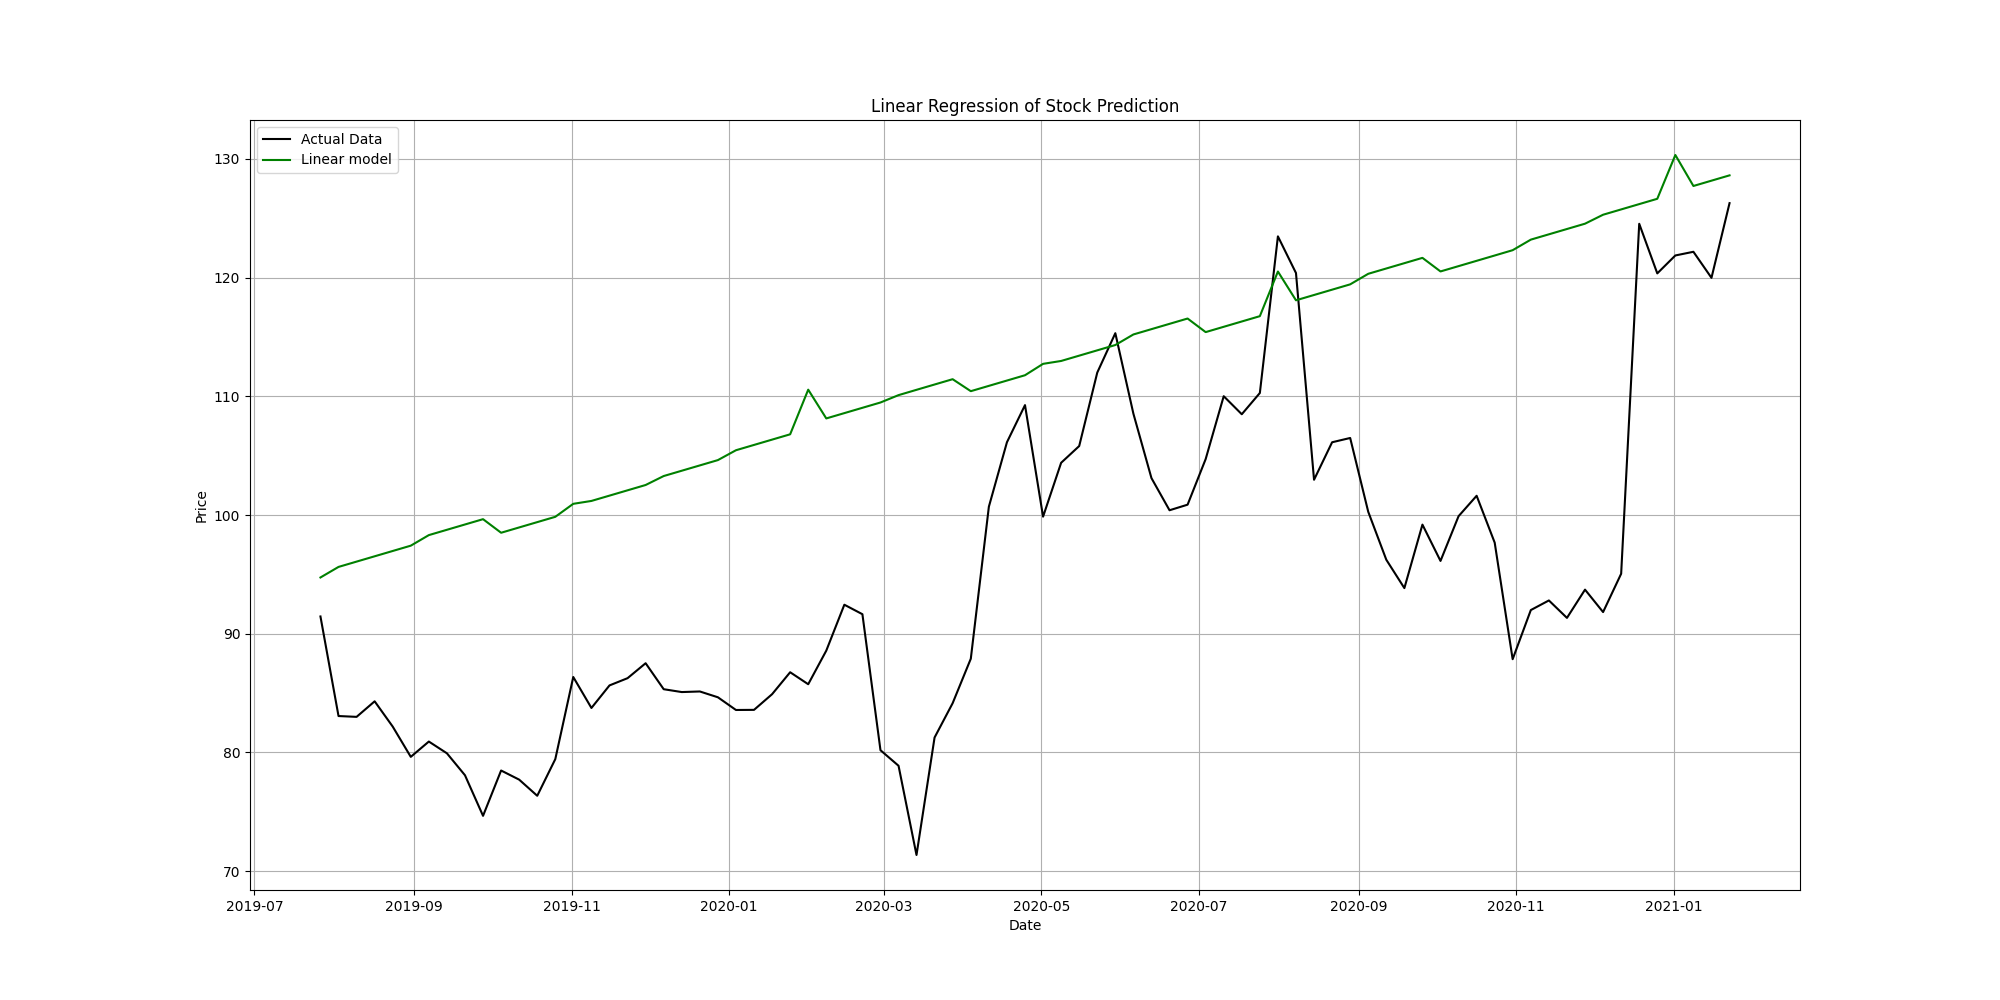 Linear Regression of Stock Prediction
Actual Data
Linear model
130
120
110
100
90
80
70
Price
2019-07 2019-09 2019-11 2020-01 2020-03 2020-05 2020-07 2020-09 2020-11 2021-01
Date